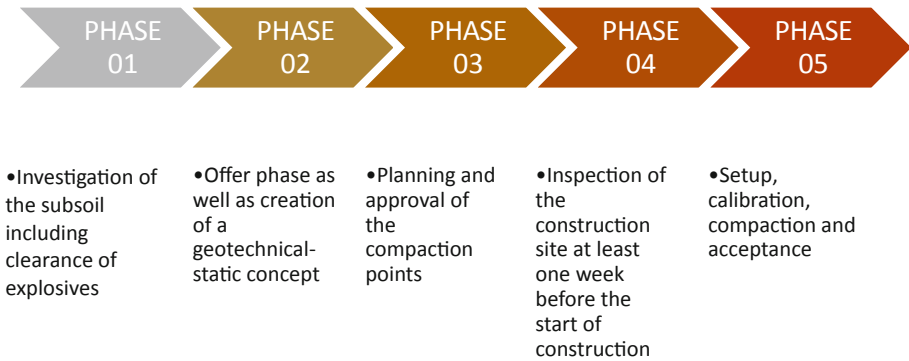 PHASE
01
PHASE
02
PHASE
03
PHASE
04
PHASE
05
•Investigation of
the subsoil
including
clearance of
explosives
•Offer phase as
well as creation
of a
geotechnical-
static concept
•Planning and
approval of
the
compaction
points
•Inspection of
the
construction
site at least
one week
before the
start of
construction
•Setup,
calibration,
compaction and
acceptance